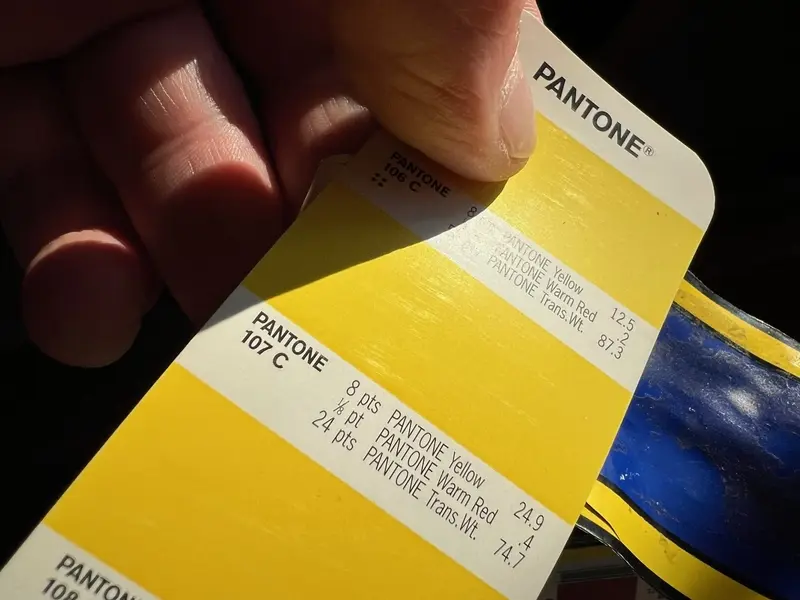 PANTONE®
PANTONE
106 C
8
PANTONE Yellow 12.5
PANTONE Warm Red .2
PANTONE Trans.Wt. 87.3
PANTONE
107 C
8 pts PANTONE Yellow 24.9
⅛ pt PANTONE Warm Red .4
24 pts PANTONE Trans.Wt. 74.7
PANTONE
108